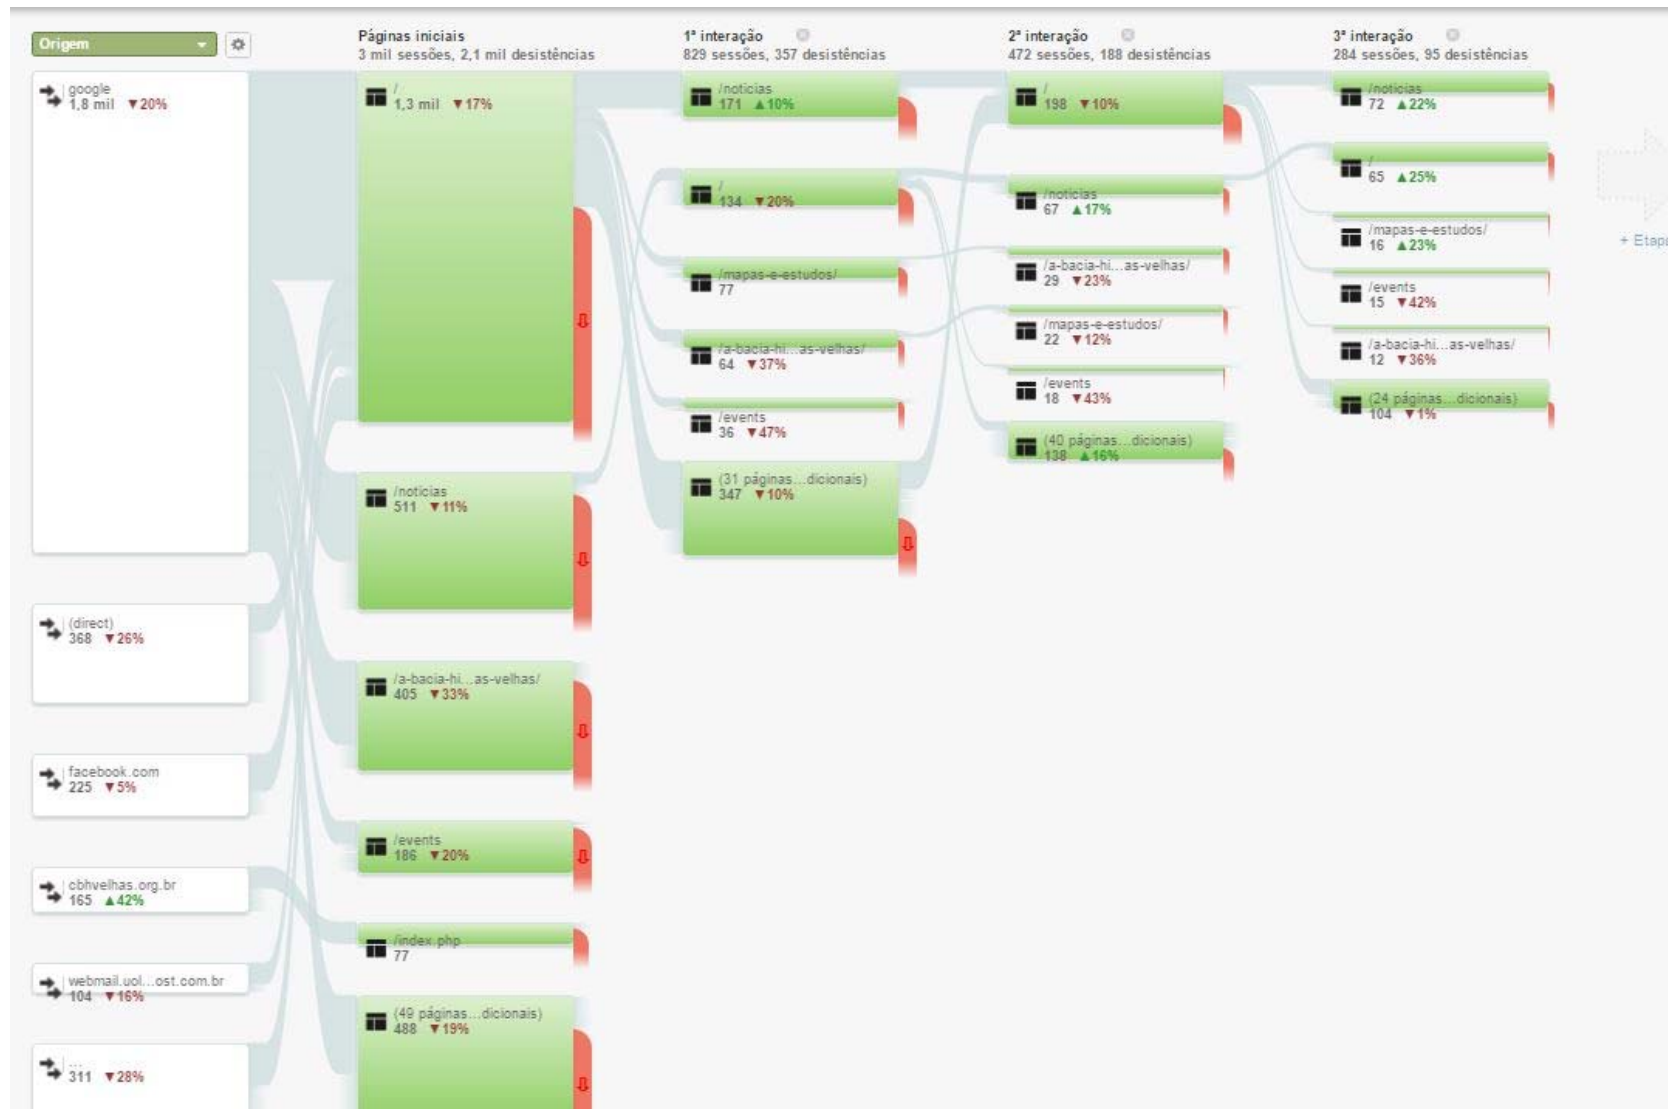 Origem
google
1,8 mil ▼20%
(direct)
368 ▼26%
facebook.com
225 ▼5%
cbhvelhas.org.br
165 ▲42%
webmail.uol...ost.com.br
104 ▼16%
...
311 ▼28%
Páginas iniciais
3 mil sessões, 2,1 mil desistências
/
1,3 mil ▼17%
/noticias
511 ▼11%
/a-bacia-hi...as-velhas/
405 ▼33%
/events
186 ▼20%
/index.php
77
(49 páginas...dicionais)
488 ▼19%
1ª interação
829 sessões, 357 desistências
/noticias
171 ▲10%
/
134 ▼20%
/mapas-e-estudos/
77
/a-bacia-hi...as-velhas/
64 ▼37%
/events
36 ▼47%
(31 páginas...dicionais)
347 ▼10%
2ª interação
472 sessões, 188 desistências
/
198 ▼10%
/noticias
67 ▲17%
/a-bacia-hi...as-velhas/
29 ▼23%
/mapas-e-estudos/
22 ▼12%
/events
18 ▼43%
(40 páginas...dicionais)
138 ▲16%
3ª interação
284 sessões, 95 desistências
/noticias
72 ▲22%
/
65 ▲25%
/mapas-e-estudos/
16 ▲23%
/events
15 ▼42%
/a-bacia-hi...as-velhas/
12 ▼36%
(24 páginas...dicionais)
104 ▼1%
+ Etap